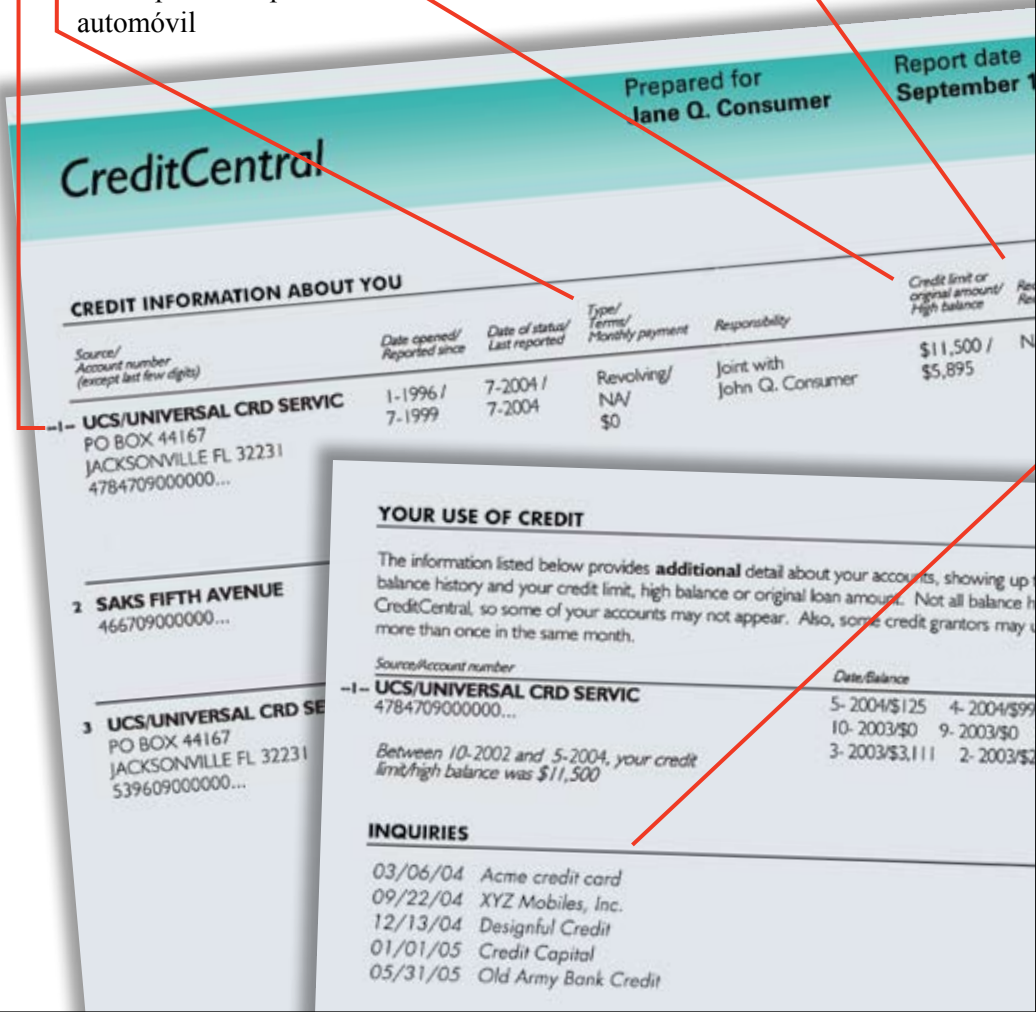 automóvil
Prepared for
Jane Q. Consumer
Report date
September
CreditCentral
CREDIT INFORMATION ABOUT YOU
Source/
Account number
(except last few digits)
Date opened/
Reported since
Date of status/
Last reported
Type/
Terms/
Monthly payment
Responsibility
Credit limit or
original amount/
High balance
-1- UCS/UNIVERSAL CRD SERVIC
PO BOX 44167
JACKSONVILLE FL 32231
4784709000000...
1-1996 /
7-1999
7-2004 /
7-2004
Revolving/
NA/
$0
Joint with
John Q. Consumer
$11,500 /
$5,895
2 SAKS FIFTH AVENUE
466709000000...
3 UCS/UNIVERSAL CRD SE
PO BOX 44167
JACKSONVILLE FL 32231
539609000000...
YOUR USE OF CREDIT
The information listed below provides additional detail about your accounts, showing up
balance history and your credit limit, high balance or original loan amount. Not all balance
CreditCentral, so some of your accounts may not appear. Also, some credit grantors may
more than once in the same month.
Source/Account number
Date/Balance
-1- UCS/UNIVERSAL CRD SERVIC
4784709000000...
5- 2004/$125 4- 2004/$99
10- 2003/$0 9- 2003/$0
3- 2003/$3,111 2- 2003/$2
Between 10-2002 and 5-2004, your credit
limit/high balance was $11,500
INQUIRIES
03/06/04 Acme credit card
09/22/04 XYZ Mobiles, Inc.
12/13/04 Designful Credit
01/01/05 Credit Capital
05/31/05 Old Army Bank Credit